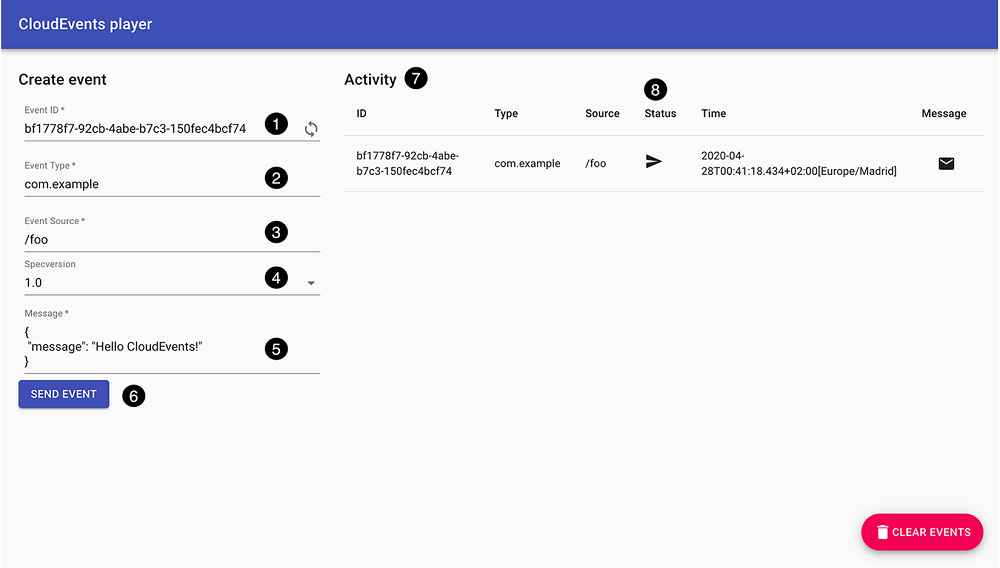 CloudEvents player
Create event
Event ID *
bf1778f7-92cb-4abe-b7c3-150fec4bcf74
1
Event Type *
com.example
2
Event Source *
/foo
3
Specversion
1.0
4
Message *
{
"message": "Hello CloudEvents!"
}
5
SEND EVENT
6
Activity
7
8
ID Type Source Status Time Message
bf1778f7-92cb-4abe-
b7c3-150fec4bcf74
com.example
/foo
2020-04-
28T00:41:18.434+02:00[Europe/Madrid]
CLEAR EVENTS